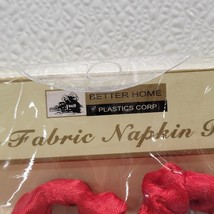 BETTER HOME
PLASTICS CORP
Fabric Napkin